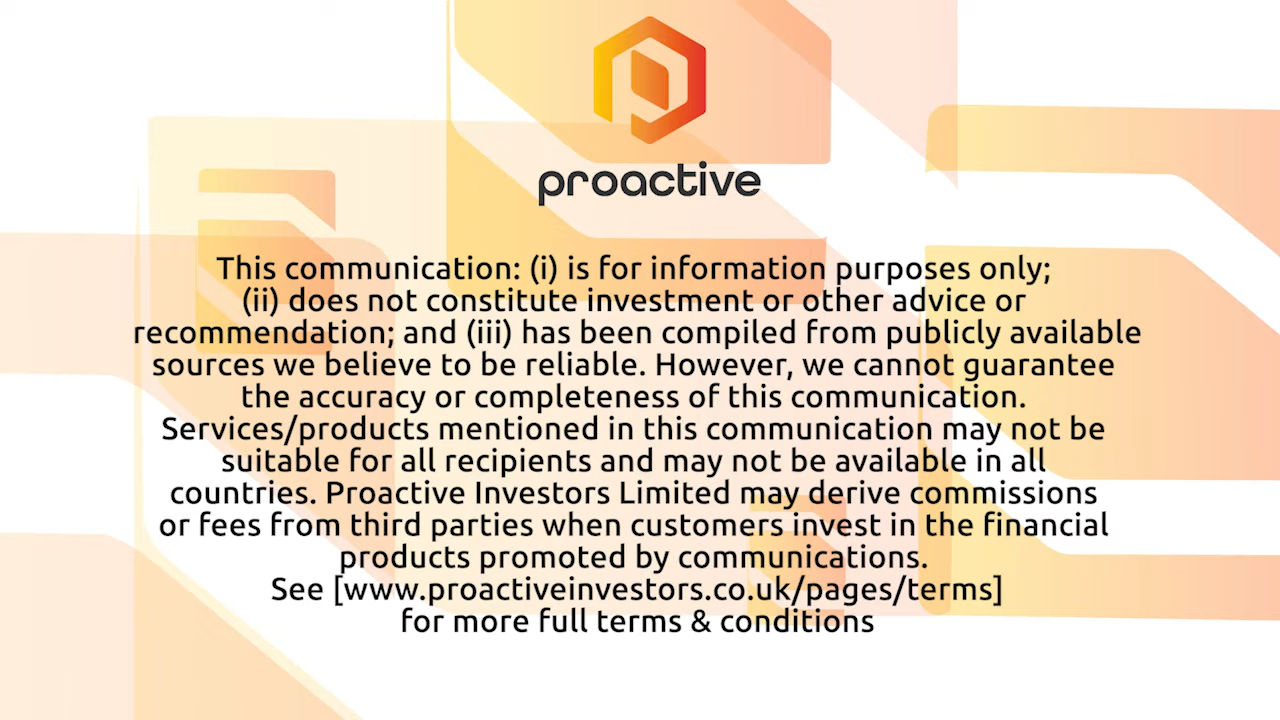 proactive
This communication: (i) is for information purposes only;
(ii) does not constitute investment or other advice or
recommendation; and (iii) has been compiled from publicly available
sources we believe to be reliable. However, we cannot guarantee
the accuracy or completeness of this communication.
Services/products mentioned in this communication may not be
suitable for all recipients and may not be available in all
countries. Proactive Investors Limited may derive commissions
or fees from third parties when customers invest in the financial
products promoted by communications.
See [www.proactiveinvestors.co.uk/pages/terms]
for more full terms & conditions